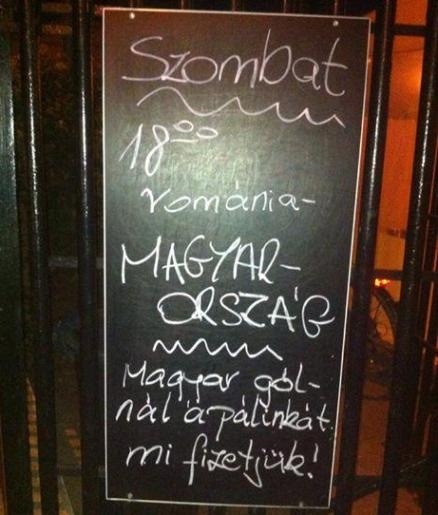 Szombat
18⁰⁰
románia-
MAGYAR-
ORSZÁG
Magyar gól-
nál a pálinkát
mi fizetjük!